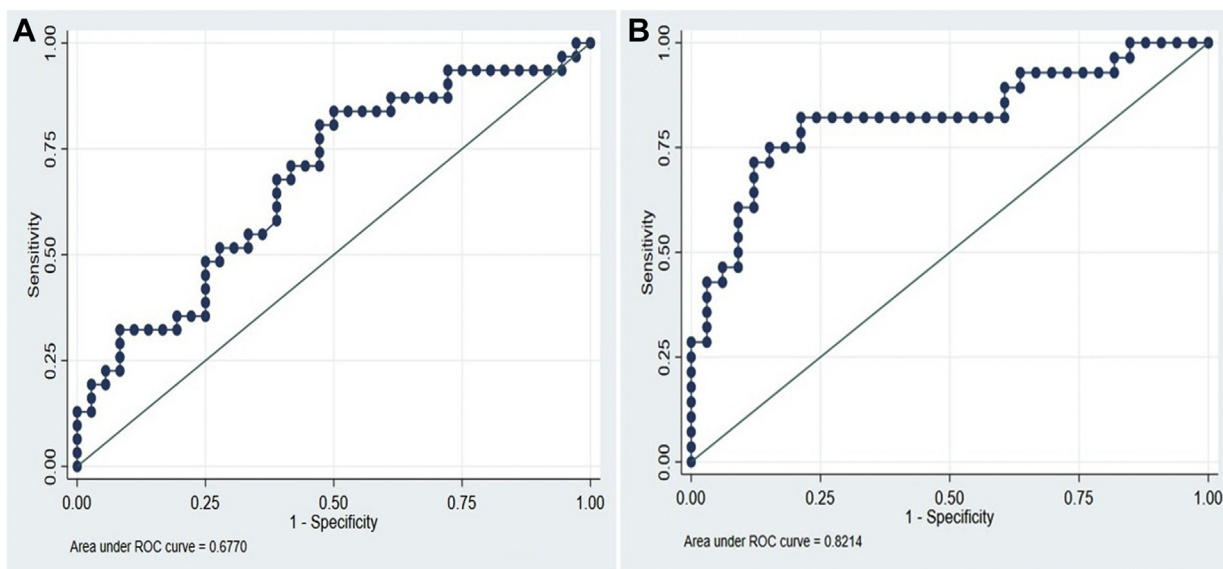 A
1.00
0.75
0.50
0.25
0.00
Sensitivity
0.00 0.25 0.50 0.75 1.00
1 - Specificity
Area under ROC curve = 0.6770
B
1.00
0.75
0.50
0.25
0.00
Sensitivity
0.00 0.25 0.50 0.75 1.00
1 - Specificity
Area under ROC curve = 0.8214